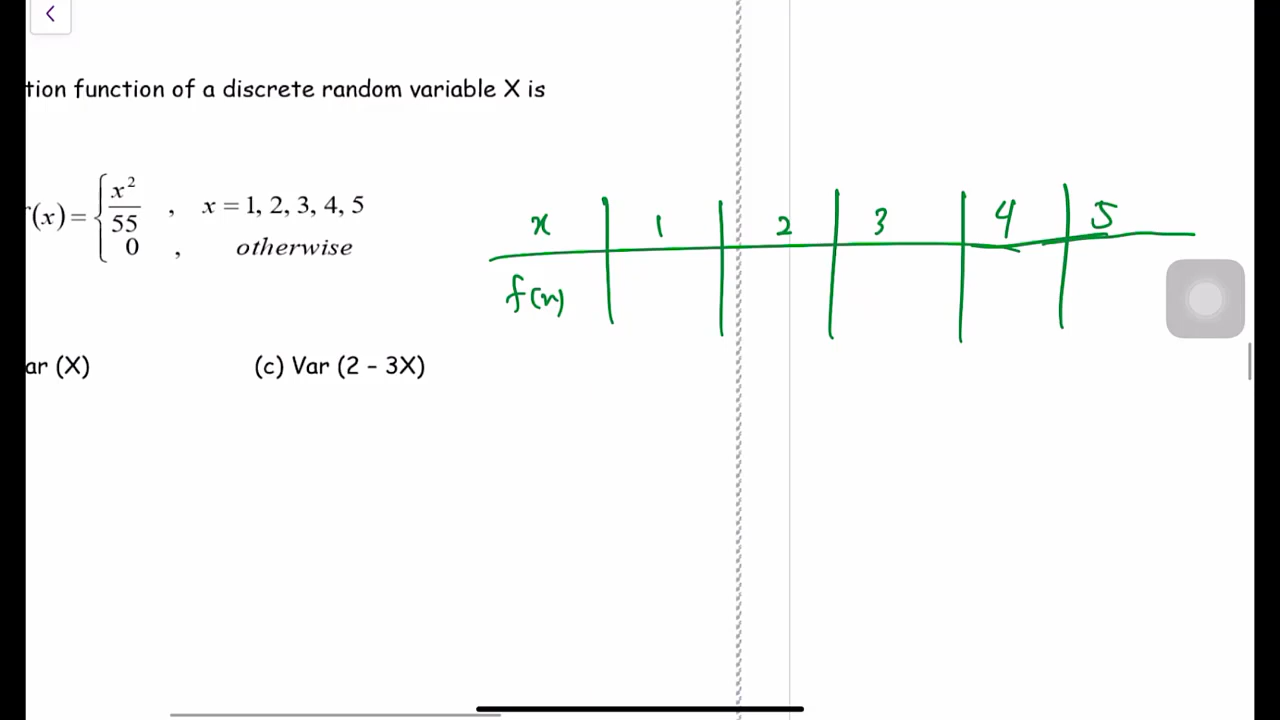 tion function of a discrete random variable X is
(x) = { x²/55 , x = 1, 2, 3, 4, 5
0 , otherwise
x 1 2 3 4 5
f(x)
ar (X) (c) Var (2 - 3X)